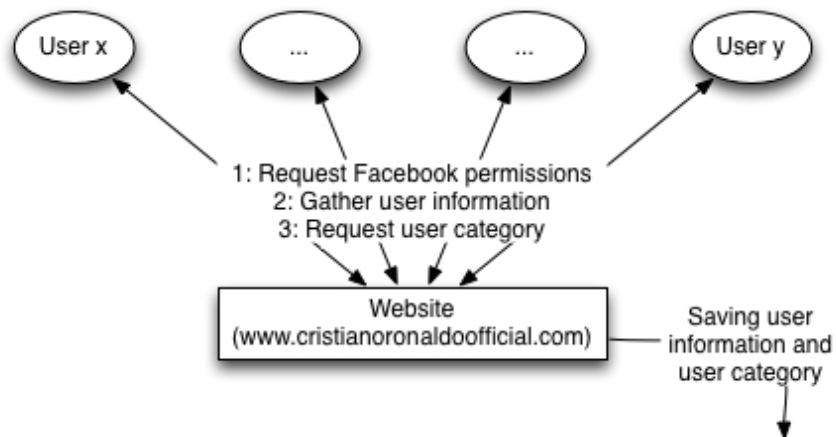 User x
...
...
User y
1: Request Facebook permissions
2: Gather user information
3: Request user category
Website
(www.cristianoronaldoofficial.com)
Saving user
information and
user category